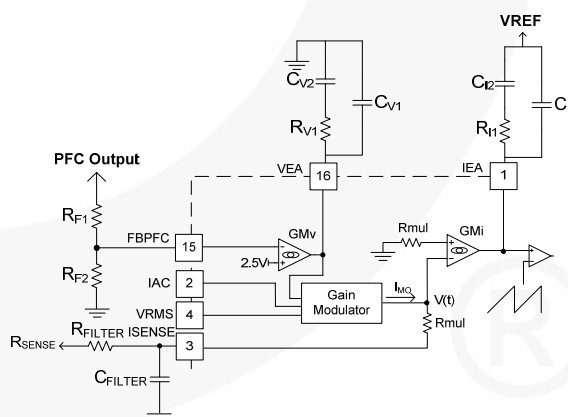 VREF
CV2
CV1
RV1
CI2
C
RI1
PFC Output
VEA
16
IEA
1
RF1
FBPFC
15
GMv
2.5V
Rmul
GMi
RF2
IAC
2
Gain
Modulator
IMO
V(t)
VRMS
4
Rmul
ISENSE
RFILTER
RSENSE
3
CFILTER
®